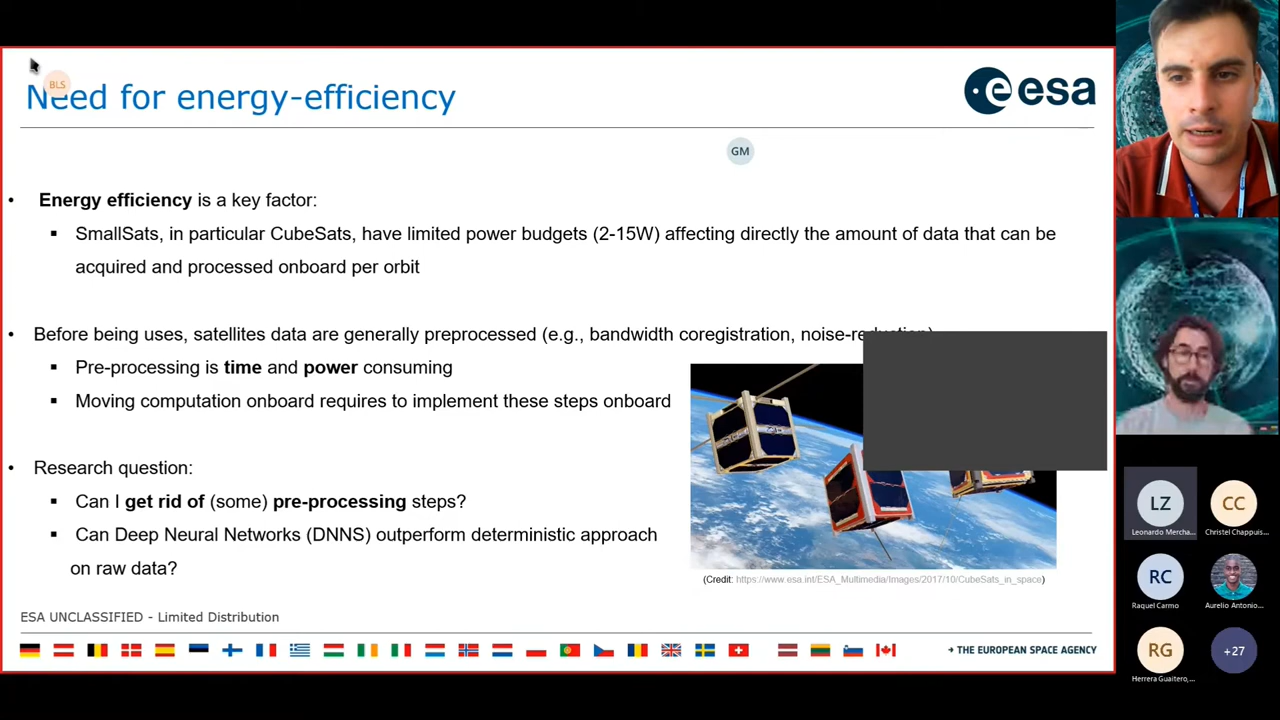 BLS
Need for energy-efficiency
esa
GM
• Energy efficiency is a key factor:
▪ SmallSats, in particular CubeSats, have limited power budgets (2-15W) affecting directly the amount of data that can be
acquired and processed onboard per orbit
• Before being uses, satellites data are generally preprocessed (e.g., bandwidth coregistration, noise-reduction)
▪ Pre-processing is time and power consuming
▪ Moving computation onboard requires to implement these steps onboard
• Research question:
▪ Can I get rid of (some) pre-processing steps?
▪ Can Deep Neural Networks (DNNS) outperform deterministic approach
on raw data?
(Credit: https://www.esa.int/ESA_Multimedia/Images/2017/10/CubeSats_in_space)
ESA UNCLASSIFIED - Limited Distribution
→ THE EUROPEAN SPACE AGENCY
LZ
CC
Leonardo Mercha...
Christel Chappuis...
RC
Raquel Carmo
Aurelio Antonio...
RG
+27
Herrera Guaitero,...